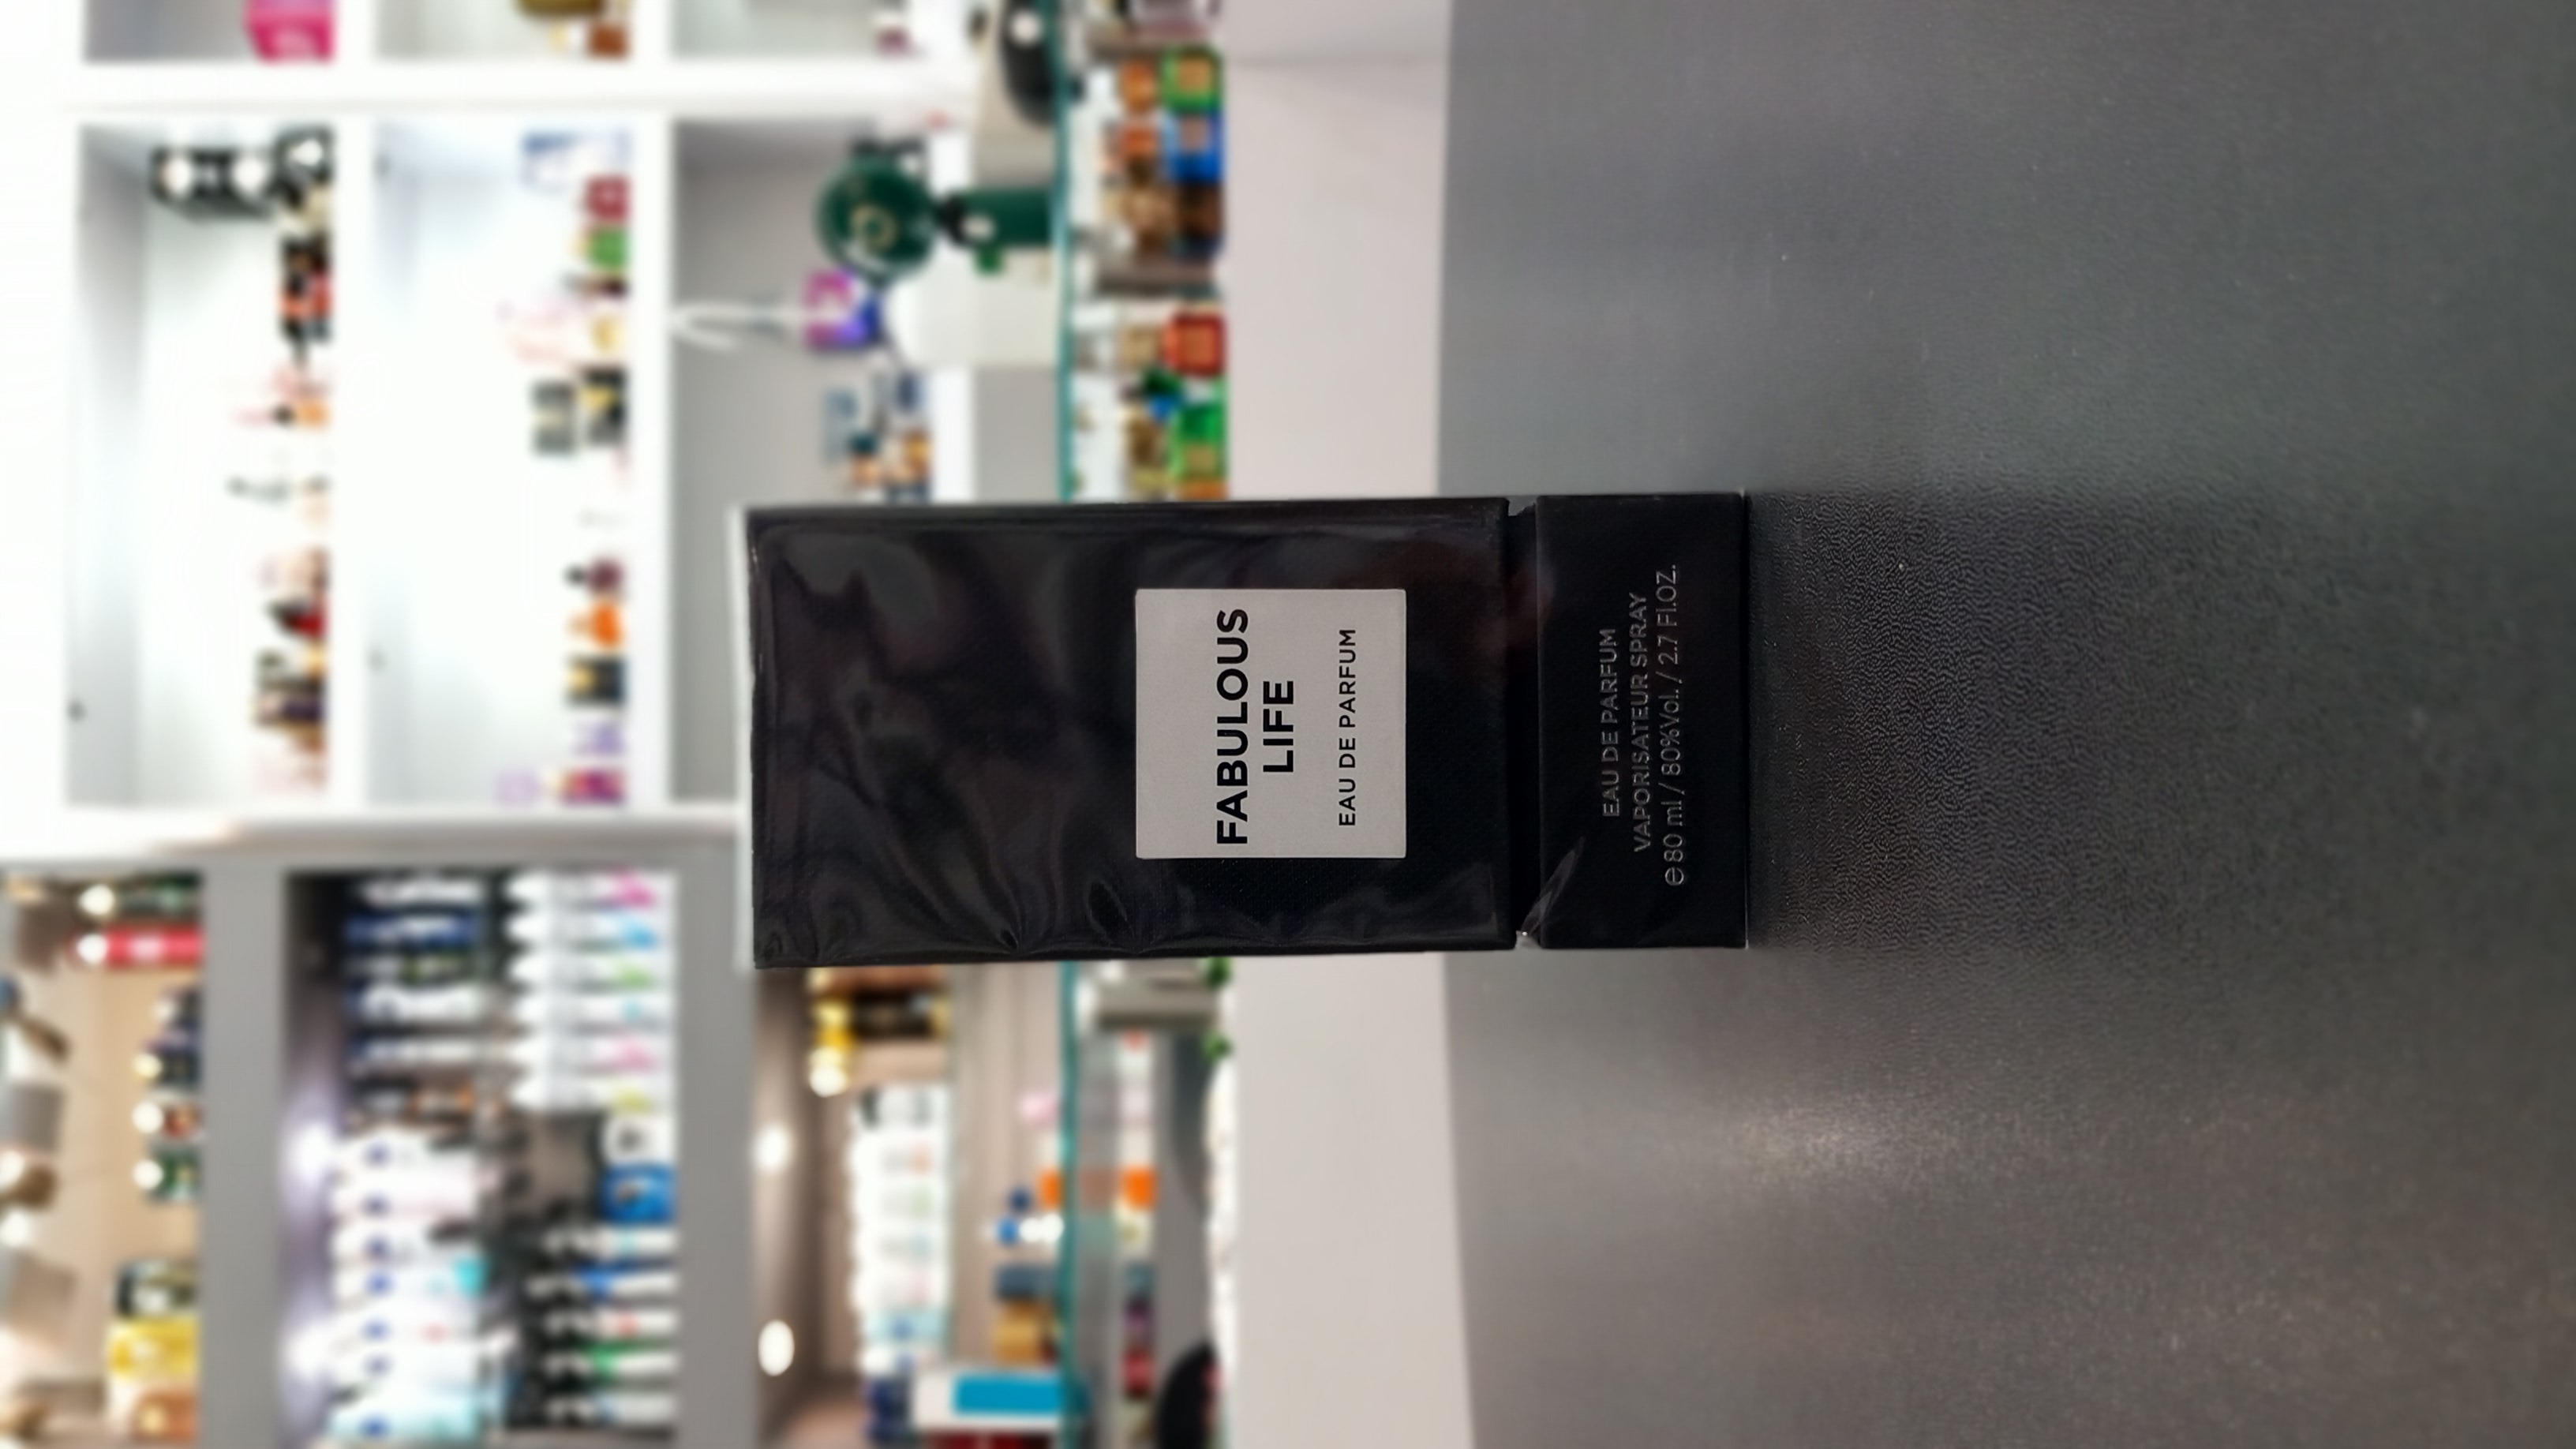 FABULOUS
LIFE
EAU DE PARFUM
EAU DE PARFUM
VAPORISATEUR SPRAY
℮80 ml / 80%Vol. / 2.7 Fl.OZ.